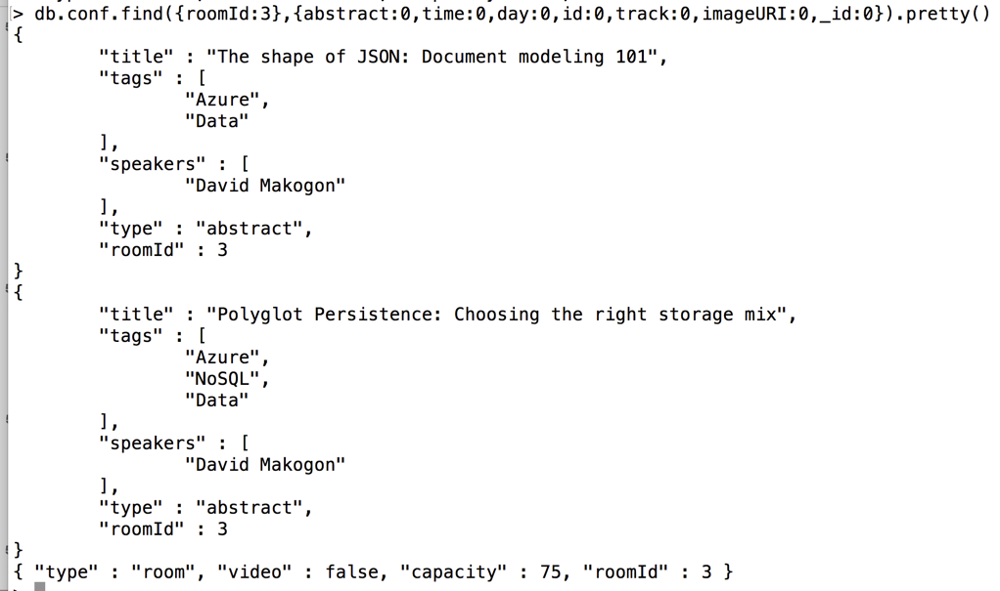 > db.conf.find({roomId:3},{abstract:0,time:0,day:0,id:0,track:0,imageURI:0,_id:0}).pretty()
{
"title" : "The shape of JSON: Document modeling 101",
"tags" : [
"Azure",
"Data"
],
"speakers" : [
"David Makogon"
],
"type" : "abstract",
"roomId" : 3
}
{
"title" : "Polyglot Persistence: Choosing the right storage mix",
"tags" : [
"Azure",
"NoSQL",
"Data"
],
"speakers" : [
"David Makogon"
],
"type" : "abstract",
"roomId" : 3
}
{ "type" : "room", "video" : false, "capacity" : 75, "roomId" : 3 }